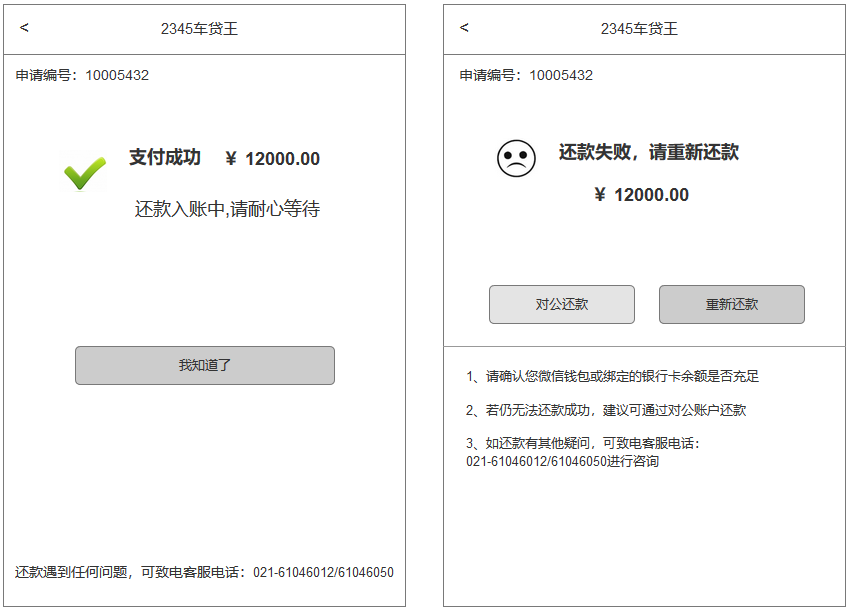 <
2345车贷王
申请编号：10005432
支付成功 ￥ 12000.00
还款入账中,请耐心等待
我知道了
还款遇到任何问题，可致电客服电话：021-61046012/61046050
<
2345车贷王
申请编号：10005432
还款失败，请重新还款
￥ 12000.00
对公还款
重新还款
1、请确认您微信钱包或绑定的银行卡余额是否充足
2、若仍无法还款成功，建议可通过对公账户还款
3、如还款有其他疑问，可致电客服电话：
021-61046012/61046050进行咨询